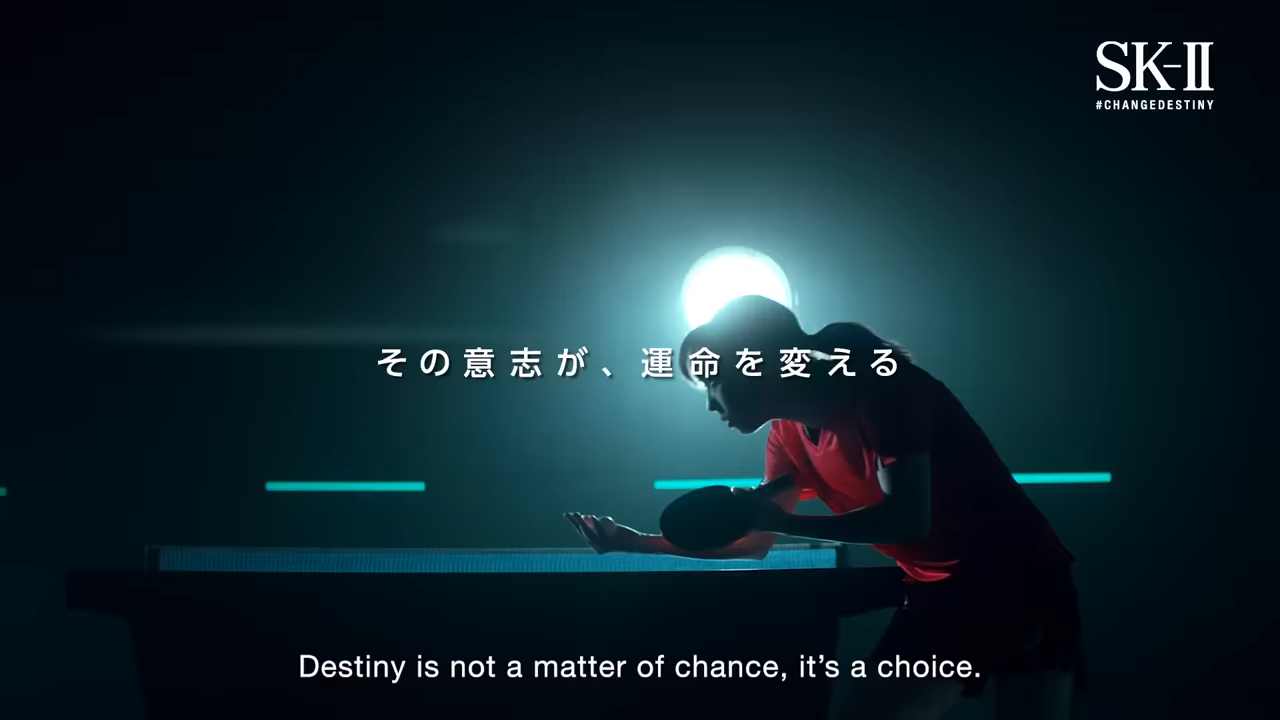 SK-II
#CHANGEDESTINY
その意志が、運命を変える
Destiny is not a matter of chance, it’s a choice.